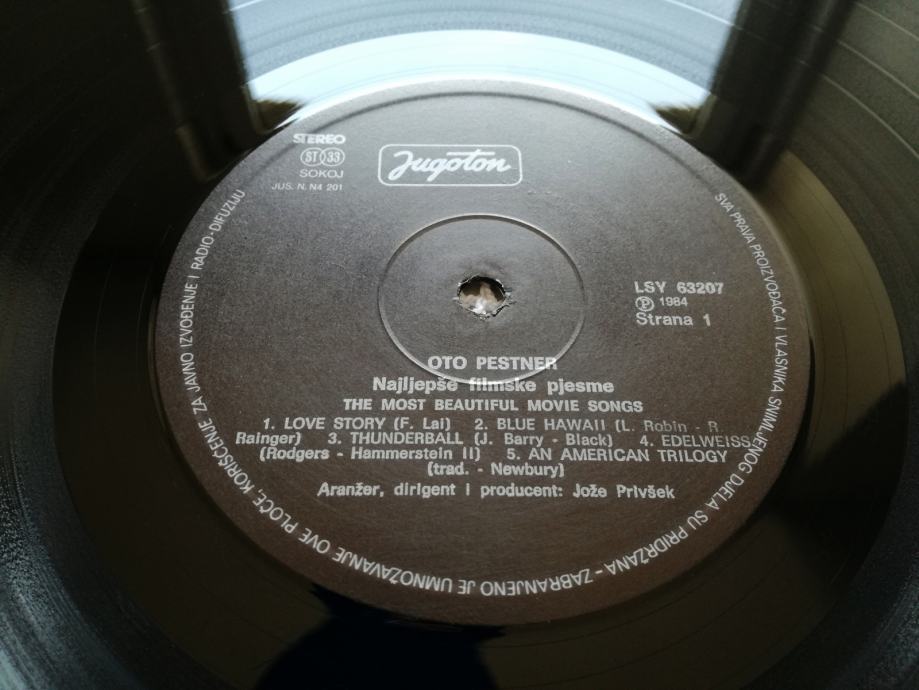 STEREO
ST 33
SOKOJ
JUS. N. N4 201
Jugoton
LSY 63207
Ⓟ 1984
Strana 1
OTO PESTNER
Najljepše filmske pjesme
THE MOST BEAUTIFUL MOVIE SONGS
1. LOVE STORY (F. Lai) 2. BLUE HAWAII (L. Robin - R.
Rainger) 3. THUNDERBALL (J. Barry - Black) 4. EDELWEISS
(Rodgers - Hammerstein II) 5. AN AMERICAN TRILOGY
(trad. - Newbury)
Aranžer, dirigent i producent: Jože Privšek
SVA PRAVA PROIZVOĐAČA I VLASNIKA SNIMLJENOG DJELA SU PRIDRŽANA - ZABRANJENO JE UMNOŽAVANJE OVE PLOČE, KORIŠĆENJE ZA JAVNO IZVOĐENJE I RADIO-DIFUZIJU